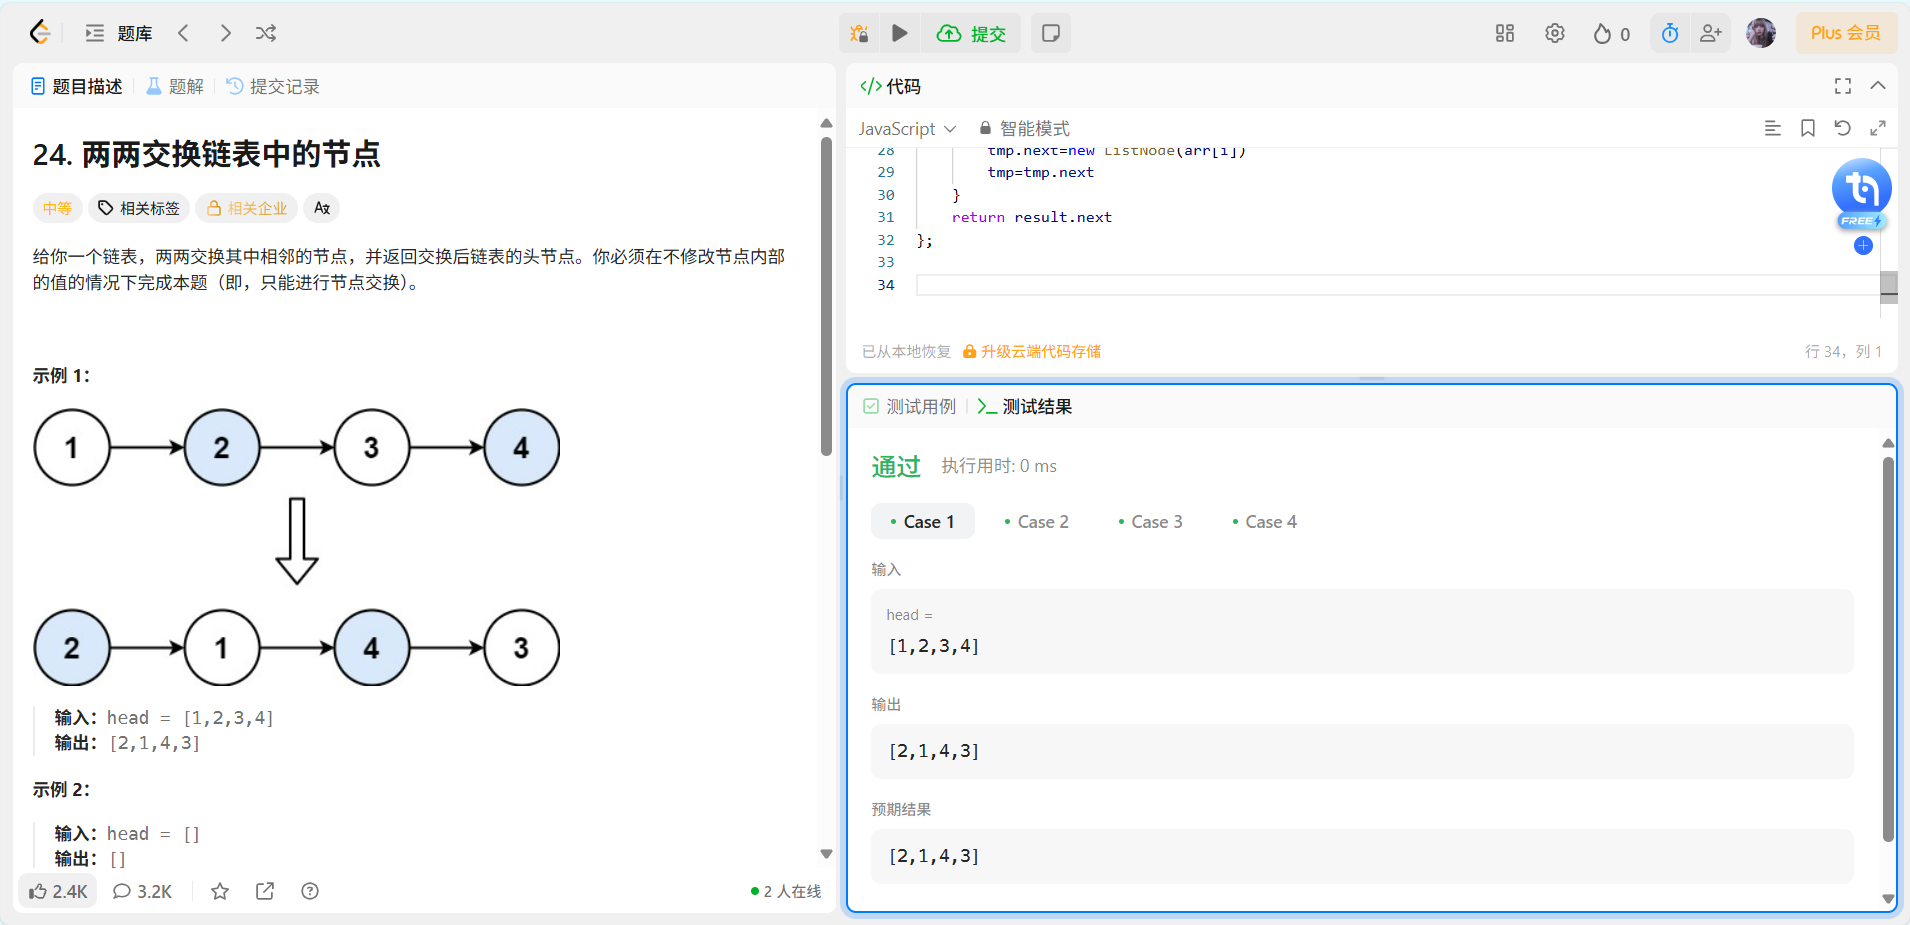 题库
提交
0
Plus 会员
题目描述
题解
提交记录
24. 两两交换链表中的节点
中等
相关标签
相关企业
给你一个链表，两两交换其中相邻的节点，并返回交换后链表的头节点。你必须在不修改节点内部
的值的情况下完成本题（即，只能进行节点交换）。
示例 1：
1 2 3 4
2 1 4 3
输入：head = [1,2,3,4]
输出：[2,1,4,3]
示例 2：
输入：head = []
输出：[]
2.4K
3.2K
2 人在线
</> 代码
JavaScript
智能模式
28 tmp.next=new ListNode(arr[i])
29 tmp=tmp.next
30 }
31 return result.next
32 };
33
34
FREE
已从本地恢复
升级云端代码存储
行 34，列 1
测试用例
测试结果
通过
执行用时: 0 ms
Case 1
Case 2
Case 3
Case 4
输入
head =
[1,2,3,4]
输出
[2,1,4,3]
预期结果
[2,1,4,3]